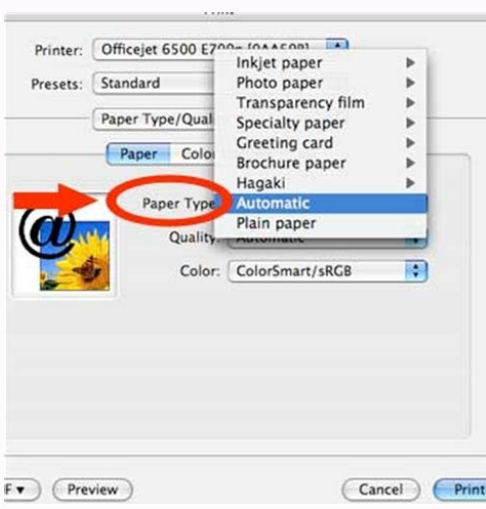 Printer: Officejet 6500 E709n [0AA598]
Presets: Standard
Paper Type/Qual
Paper Colo
Inkjet paper
Photo paper
Transparency film
Specialty paper
Greeting card
Brochure paper
Hagaki
Automatic
Plain paper
Paper Type
@
Quality: Automatic
Color: ColorSmart/sRGB
F Preview Cancel Print